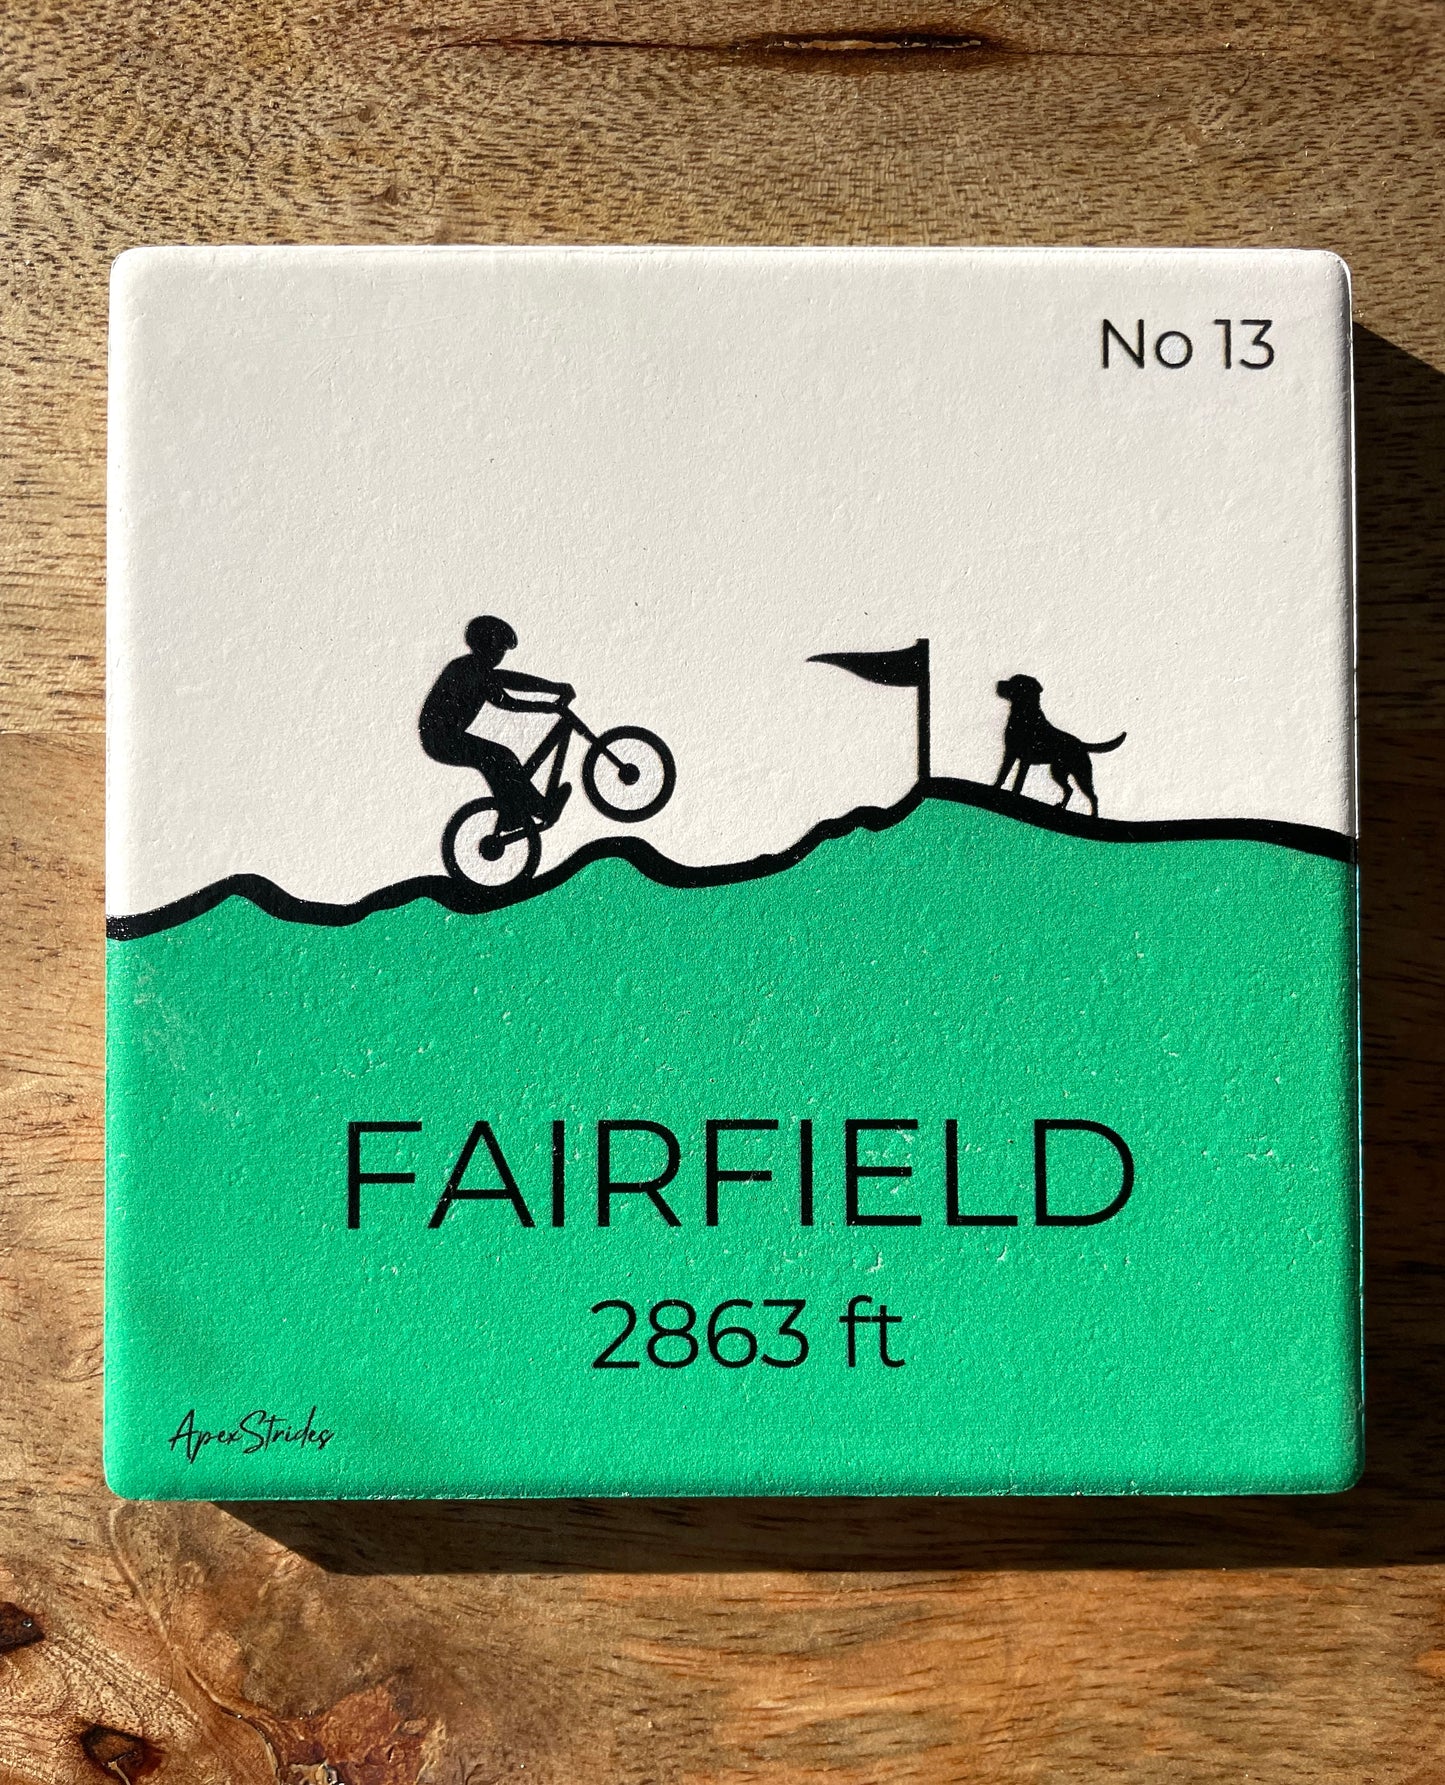 No 13
FAIRFIELD
2863 ft
ApexStrides